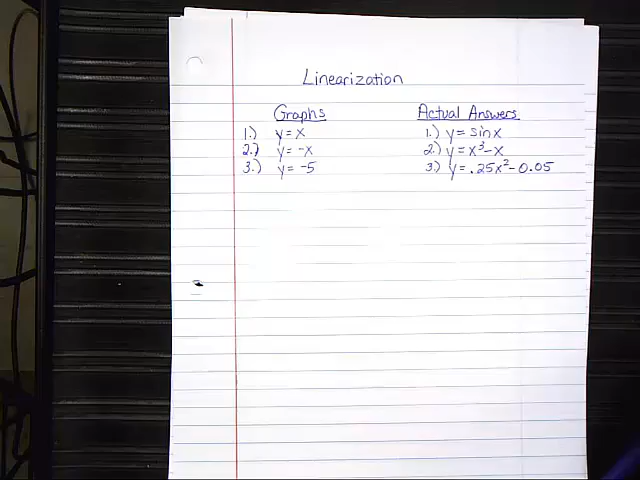 Linearization
Graphs Actual Answers
1.) y = x 1.) y = sin x
2.) y = -x 2.) y = x³-x
3.) y = -5 3.) y = .25x² - 0.05